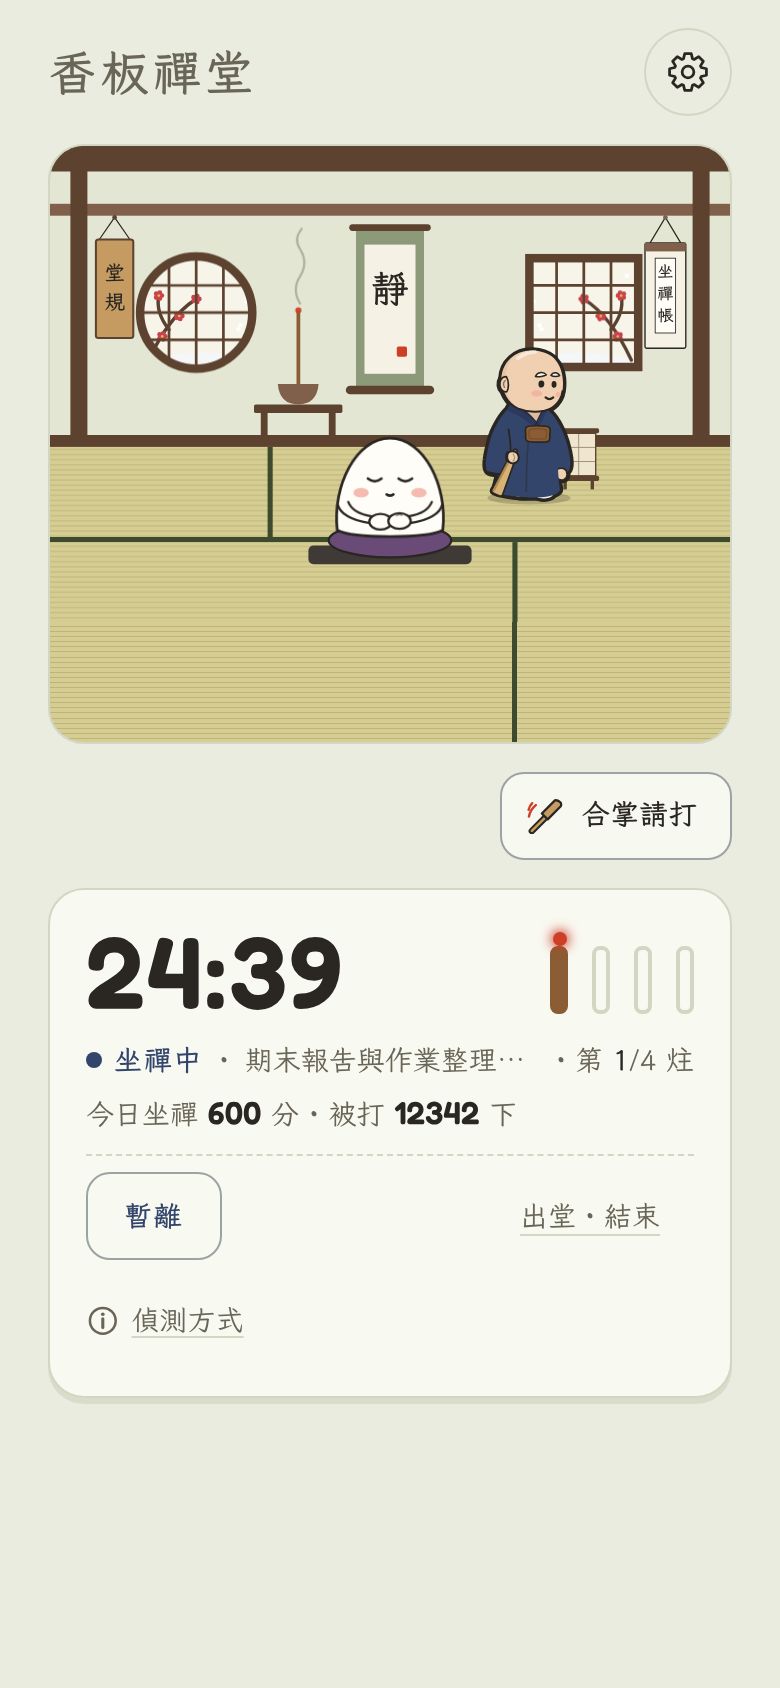 香板禪堂
堂規
靜
坐禪帳
合掌請打
24:39
坐禪中 · 期末報告與作業整理… · 第 1/4 炷
今日坐禪 600 分 · 被打 12342 下
暫離
出堂 · 結束
偵測方式